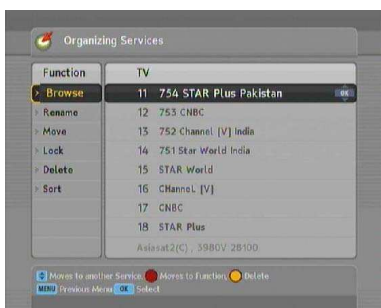 Organizing Services
Function TV
Browse 11 754 STAR Plus Pakistan OK
Rename 12 753 CNBC
Move 13 752 Channel [V] India
Lock 14 751 Star World India
Delete 15 STAR World
Sort 16 CHannoL [V]
17 CNBC
18 STAR Plus
Asiasat2(C) , 3980V 28100
Moves to another Service, Moves to Function, Delete
MENU Previous Menu OK Select